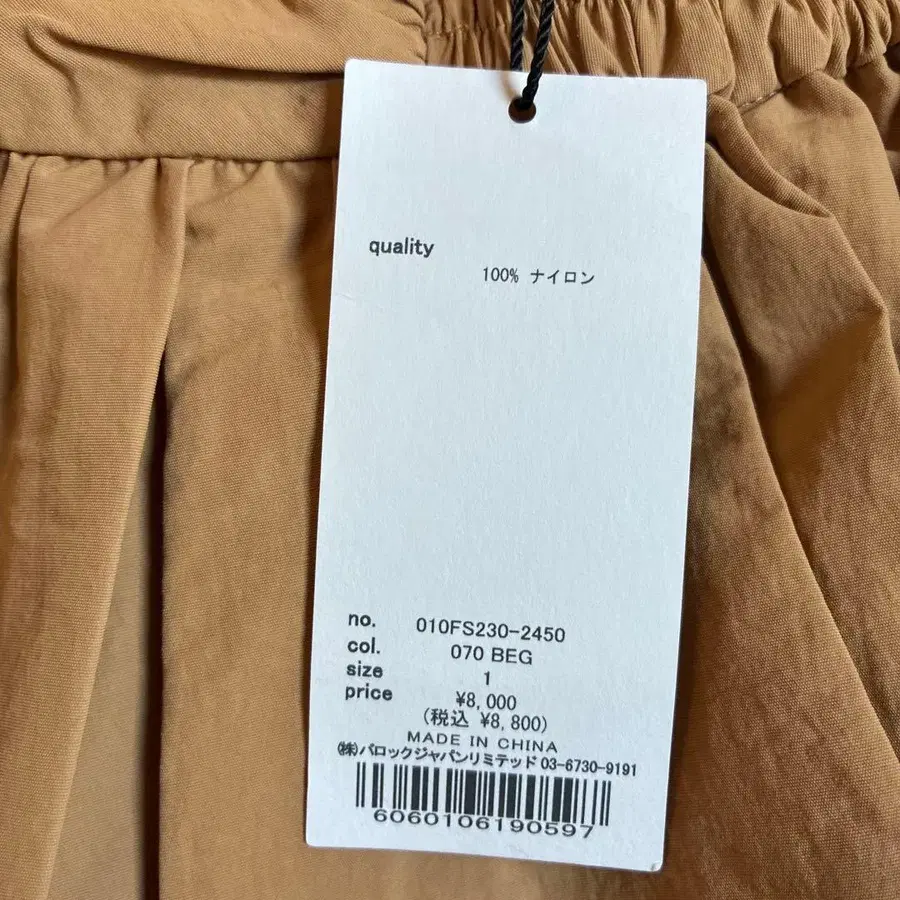 quality
100% ナイロン
no. 010FS230-2450
col. 070 BEG
size 1
price ¥8,000
(税込 ¥8,800)
MADE IN CHINA
㈱バロックジャパンリミテッド 03-6730-9191
6060106190597